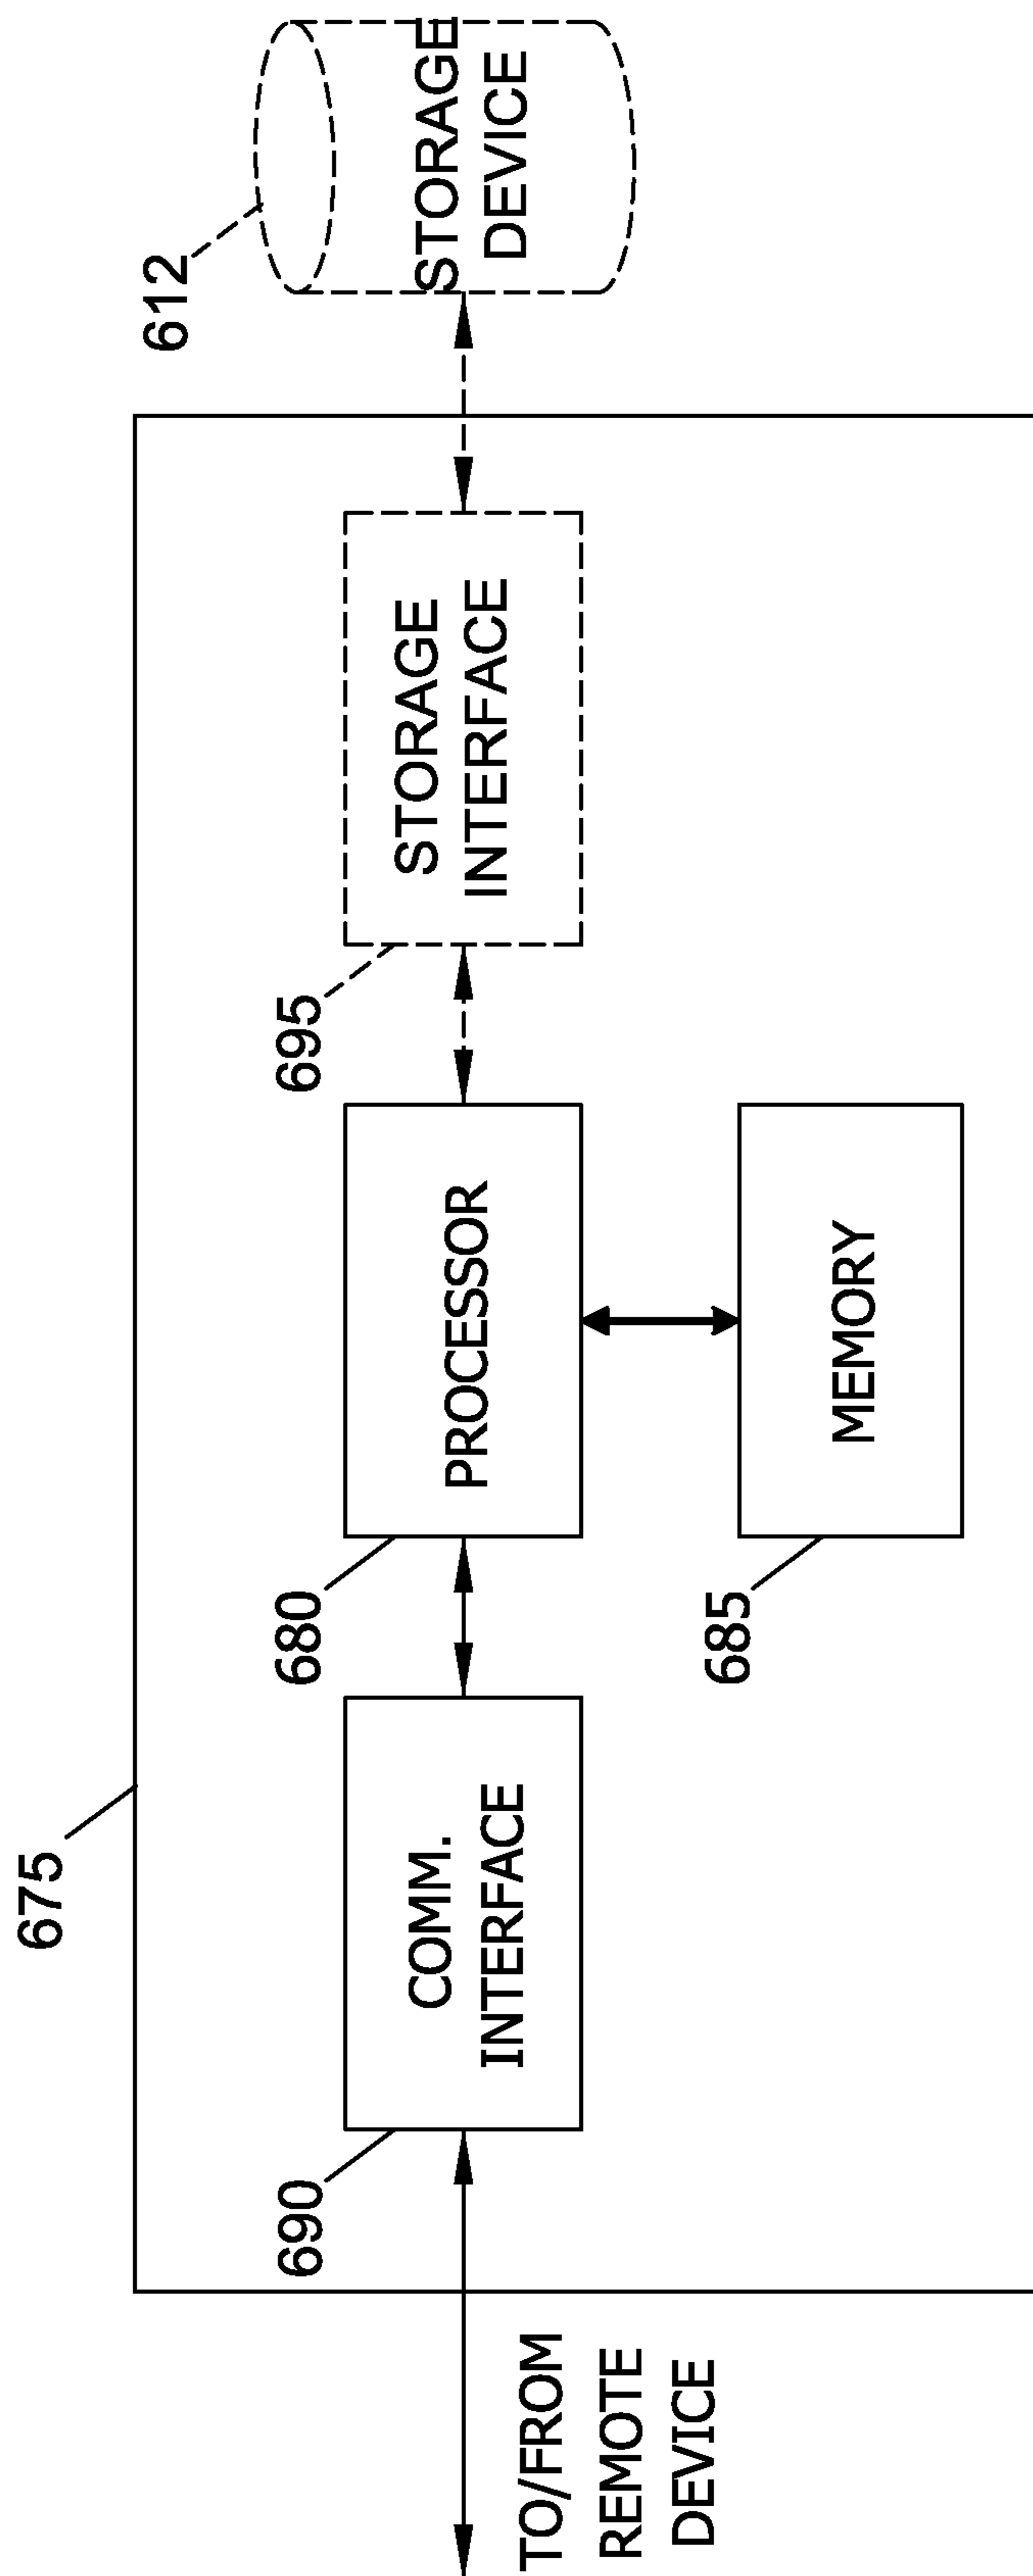 675
612
690
680
695
COMM.
INTERFACE
PROCESSOR
STORAGE
INTERFACE
STORAGE
DEVICE
TO/FROM
REMOTE
DEVICE
685
MEMORY